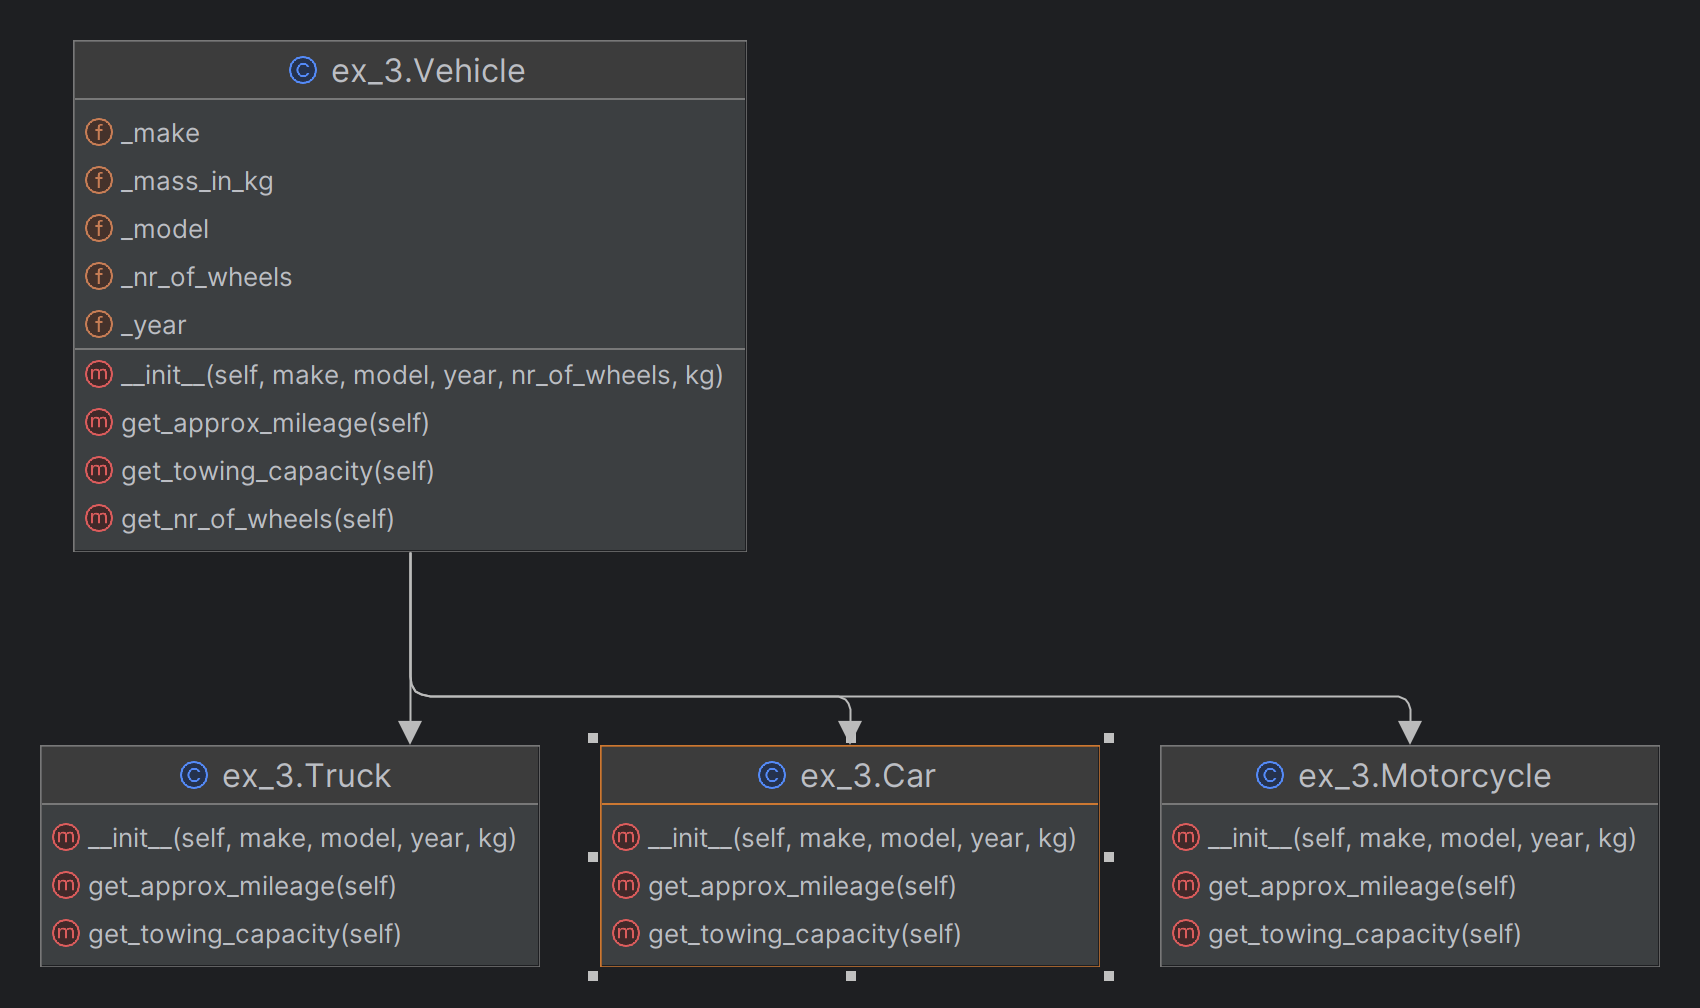 ex_3.Vehicle
_make
_mass_in_kg
_model
_nr_of_wheels
_year
__init__(self, make, model, year, nr_of_wheels, kg)
get_approx_mileage(self)
get_towing_capacity(self)
get_nr_of_wheels(self)
ex_3.Truck
__init__(self, make, model, year, kg)
get_approx_mileage(self)
get_towing_capacity(self)
ex_3.Car
__init__(self, make, model, year, kg)
get_approx_mileage(self)
get_towing_capacity(self)
ex_3.Motorcycle
__init__(self, make, model, year, kg)
get_approx_mileage(self)
get_towing_capacity(self)